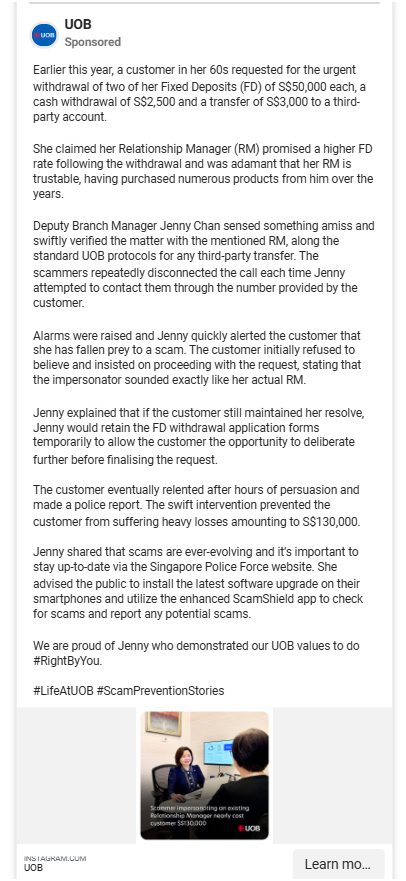 UOB
UOB
Sponsored
Earlier this year, a customer in her 60s requested for the urgent
withdrawal of two of her Fixed Deposits (FD) of S$50,000 each, a
cash withdrawal of S$2,500 and a transfer of S$3,000 to a third-
party account.
She claimed her Relationship Manager (RM) promised a higher FD
rate following the withdrawal and was adamant that her RM is
trustable, having purchased numerous products from him over the
years.
Deputy Branch Manager Jenny Chan sensed something amiss and
swiftly verified the matter with the mentioned RM, along the
standard UOB protocols for any third-party transfer. The
scammers repeatedly disconnected the call each time Jenny
attempted to contact them through the number provided by the
customer.
Alarms were raised and Jenny quickly alerted the customer that
she has fallen prey to a scam. The customer initially refused to
believe and insisted on proceeding with the request, stating that
the impersonator sounded exactly like her actual RM.
Jenny explained that if the customer still maintained her resolve,
Jenny would retain the FD withdrawal application forms
temporarily to allow the customer the opportunity to deliberate
further before finalising the request.
The customer eventually relented after hours of persuasion and
made a police report. The swift intervention prevented the
customer from suffering heavy losses amounting to S$130,000.
Jenny shared that scams are ever-evolving and it's important to
stay up-to-date via the Singapore Police Force website. She
advised the public to install the latest software upgrade on their
smartphones and utilize the enhanced ScamShield app to check
for scams and report any potential scams.
We are proud of Jenny who demonstrated our UOB values to do
#RightByYou.
#LifeAtUOB #ScamPreventionStories
Scammer impersonating an existing
Relationship Manager nearly cost
customer S$130,000
UOB
INSTAGRAM.COM
UOB
Learn mo...